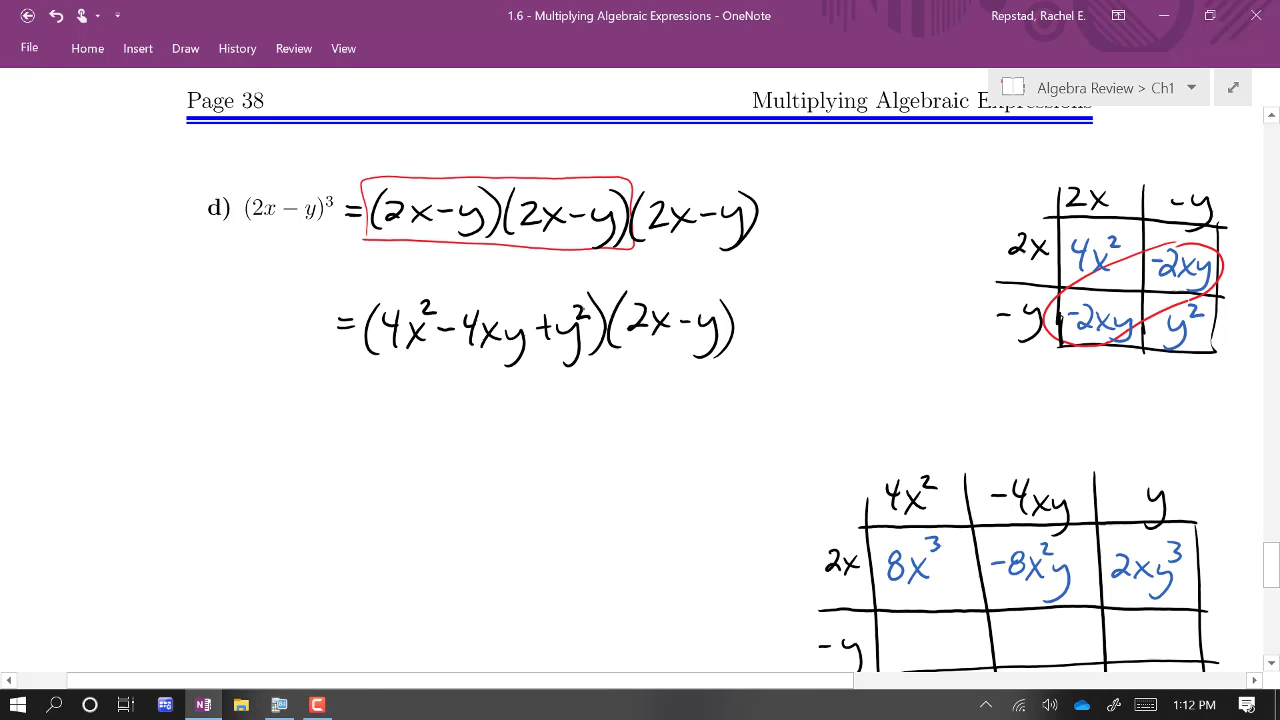 1.6 - Multiplying Algebraic Expressions - OneNote
Repstad, Rachel E.
File Home Insert Draw History Review View
Algebra Review > Ch1
Page 38 Multiplying Algebraic Expressions
d) (2x − y)³ = (2x-y)(2x-y)(2x-y)
= (4x² - 4xy + y²)(2x - y)
2x -y
2x 4x² -2xy
-y -2xy y²
4x² -4xy y
2x 8x³ -8x²y 2xy³
-y
1:12 PM